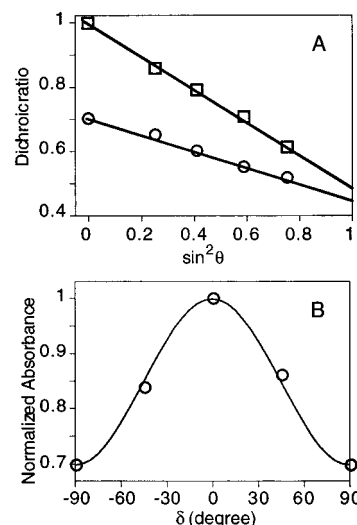 A
Dichroicratio
1
0.8
0.6
0.4
0 0.2 0.4 0.6 0.8 1
sin²θ
B
Normalized Absorbance
1
0.9
0.8
0.7
-90 -60 -30 0 30 60 90
δ (degree)